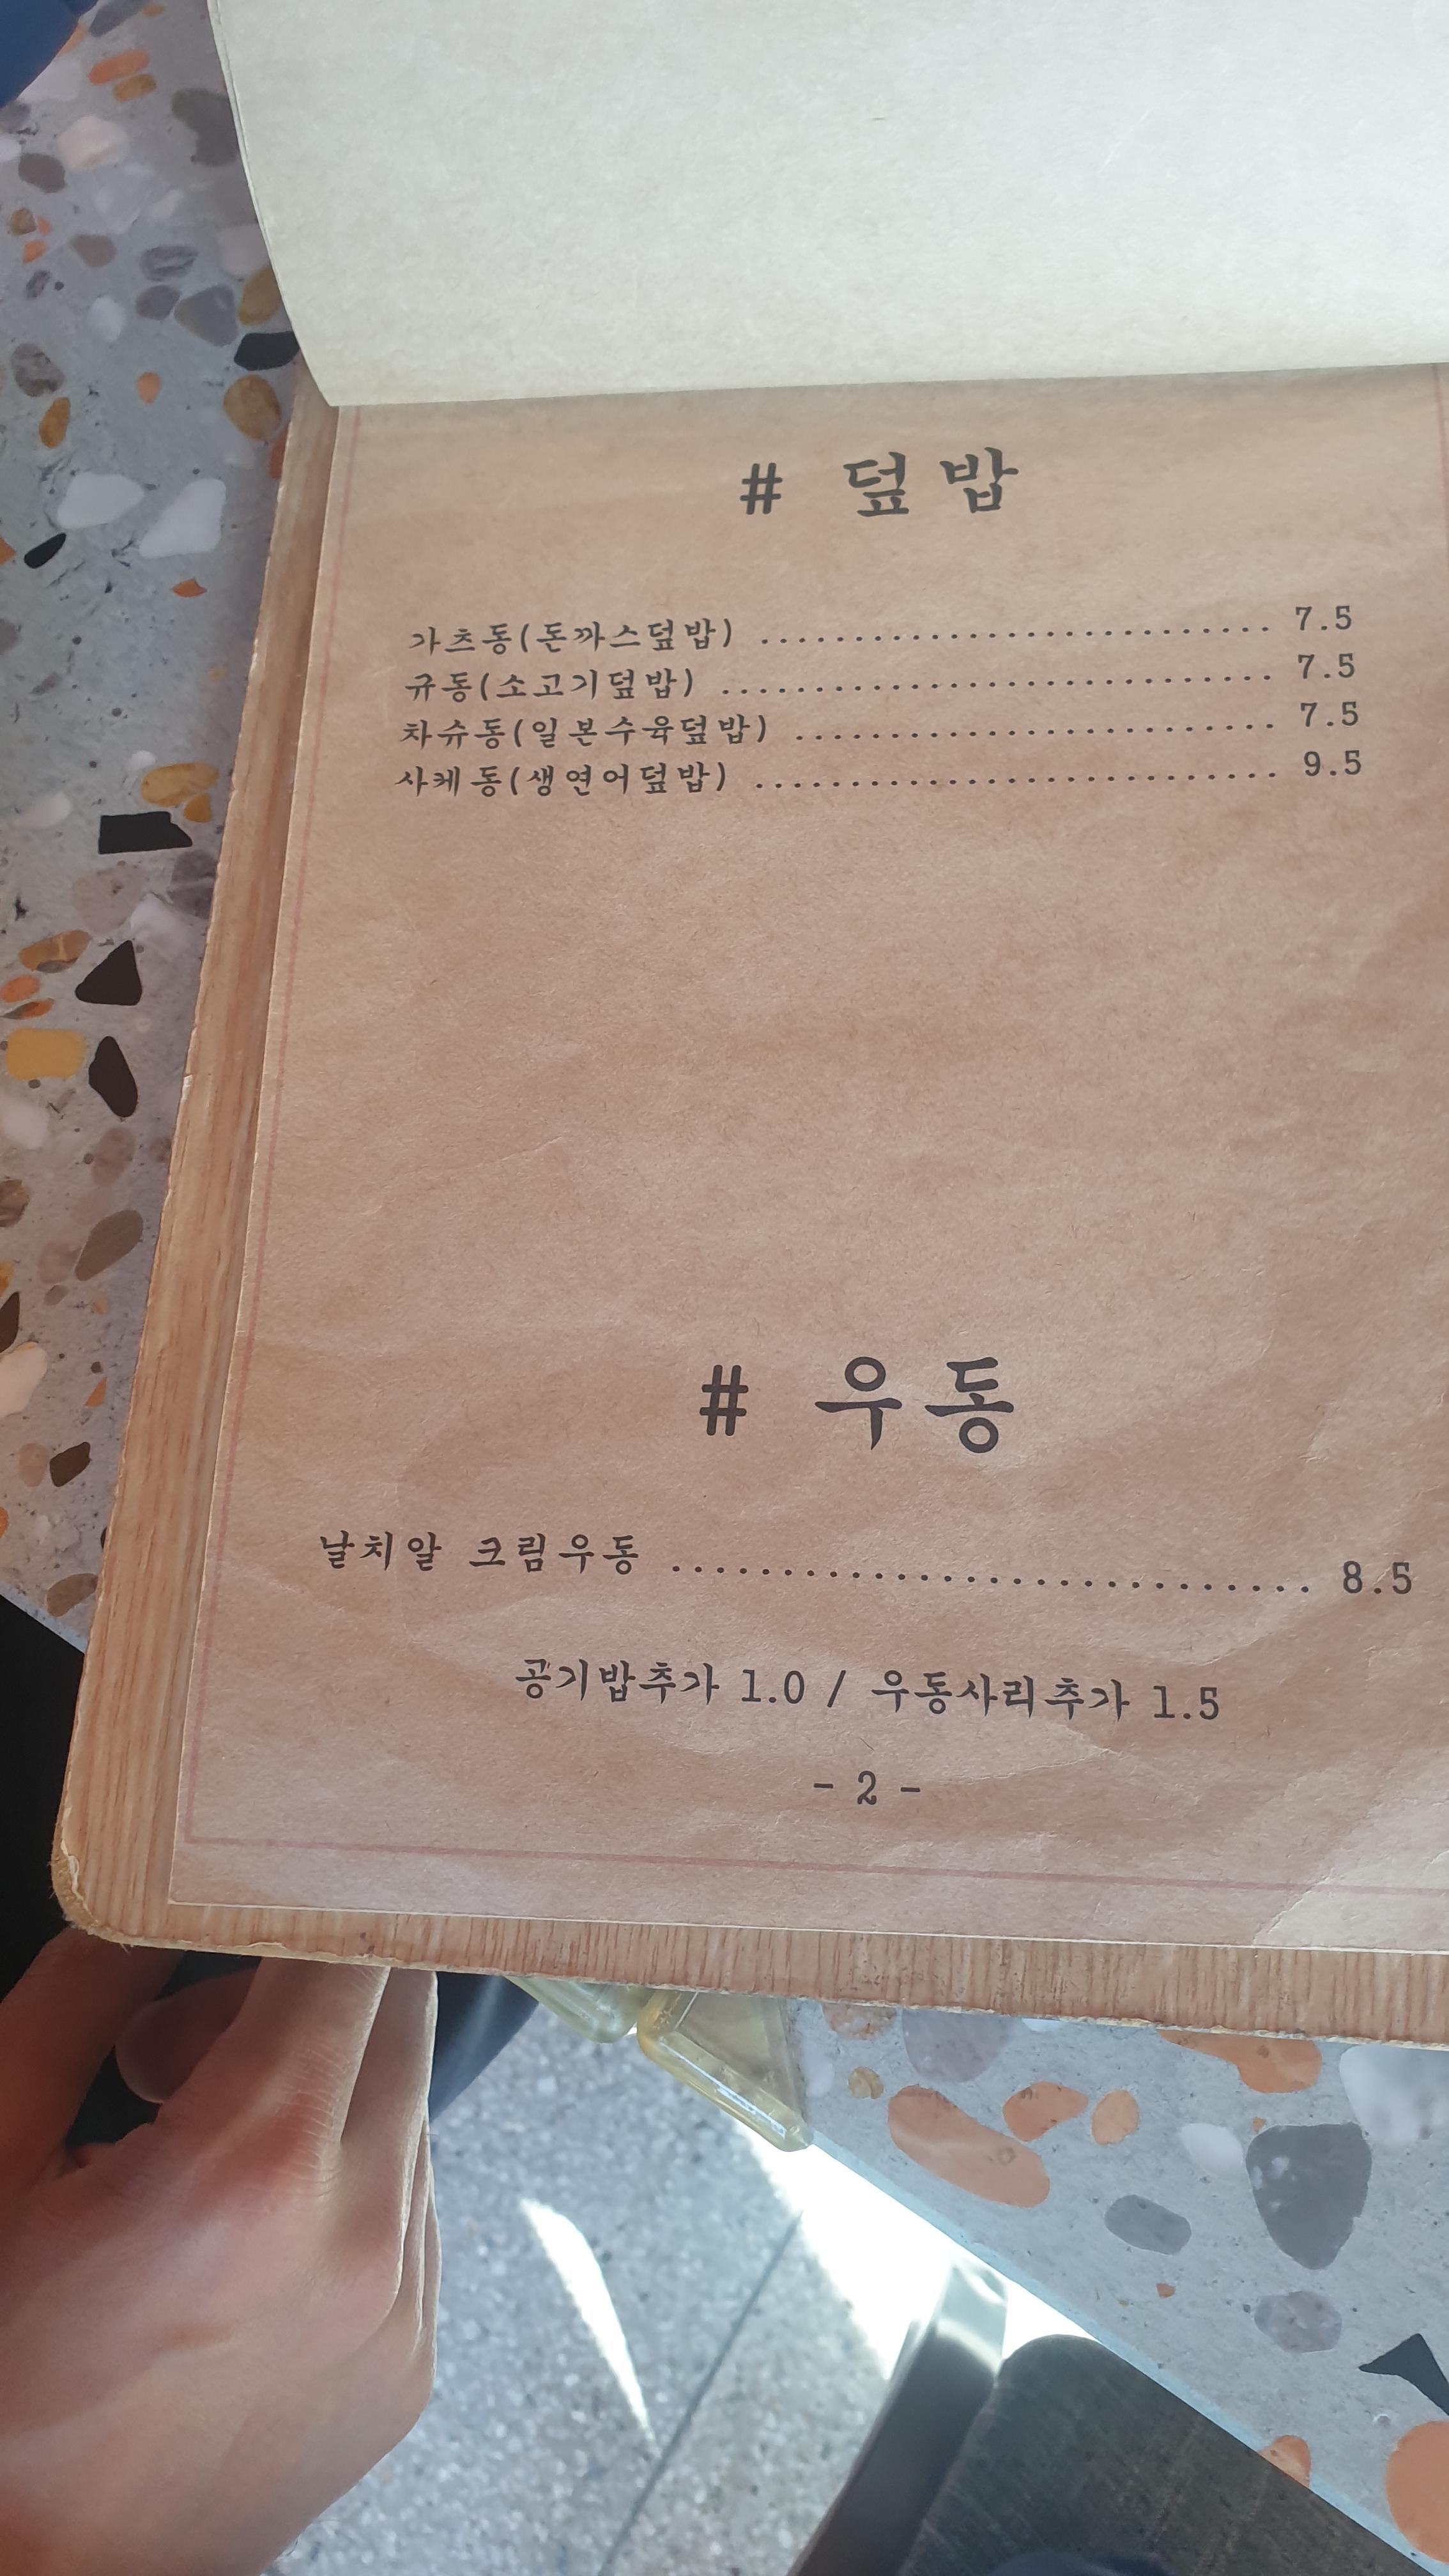 # 덮밥
가츠동(돈까스덮밥) ............................ 7.5
규동(소고기덮밥) .............................. 7.5
차슈동(일본수육덮밥) .......................... 7.5
사케동(생연어덮밥) ............................ 9.5
# 우동
날치알 크림우동 ............................... 8.5
공기밥추가 1.0 / 우동사리추가 1.5
- 2 -